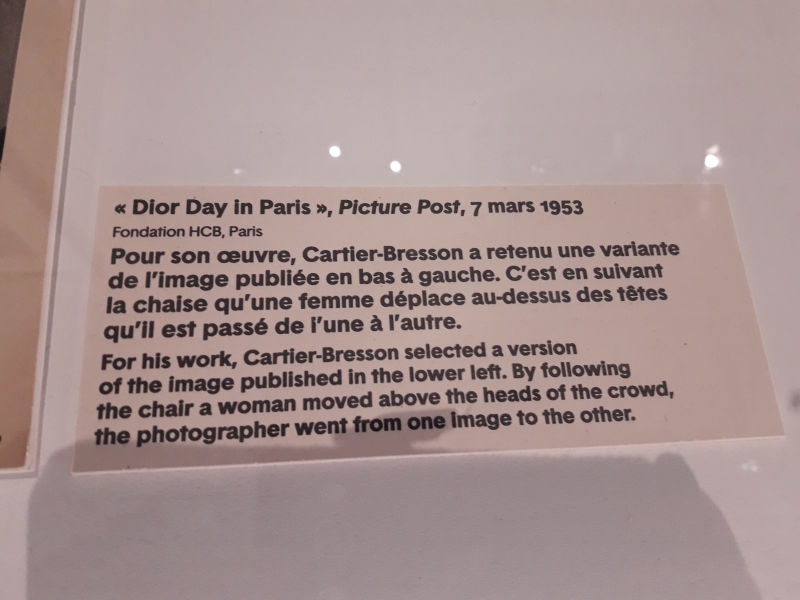 « Dior Day in Paris », Picture Post, 7 mars 1953
Fondation HCB, Paris
Pour son œuvre, Cartier-Bresson a retenu une variante
de l'image publiée en bas à gauche. C'est en suivant
la chaise qu'une femme déplace au-dessus des têtes
qu'il est passé de l'une à l'autre.
For his work, Cartier-Bresson selected a version
of the image published in the lower left. By following
the chair a woman moved above the heads of the crowd,
the photographer went from one image to the other.